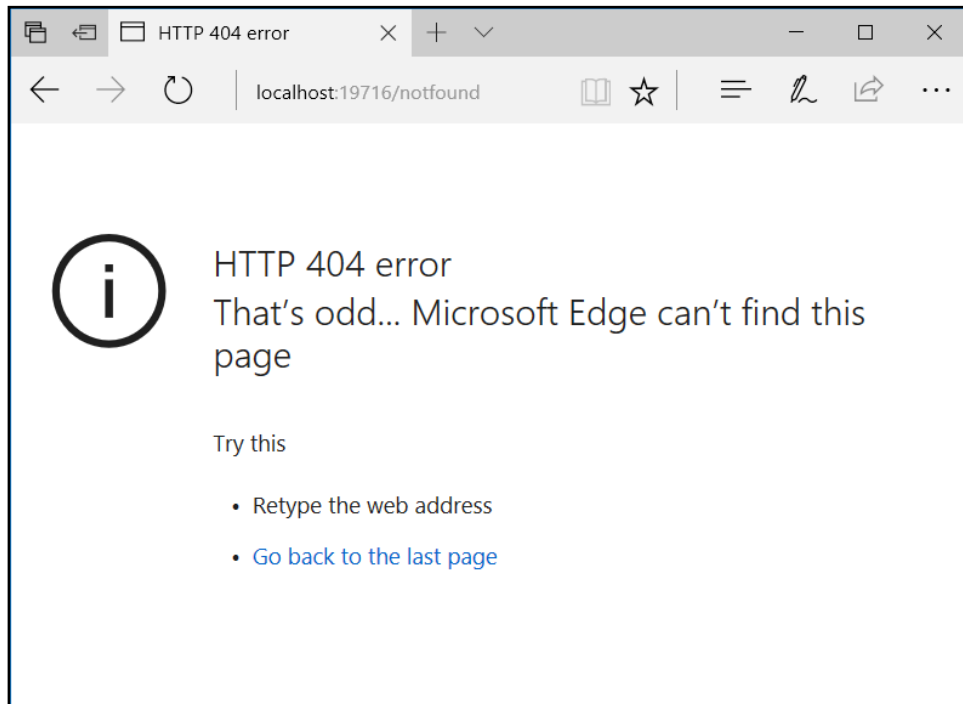 HTTP 404 error
localhost:19716/notfound
HTTP 404 error
That's odd... Microsoft Edge can't find this
page
Try this
• Retype the web address
• Go back to the last page